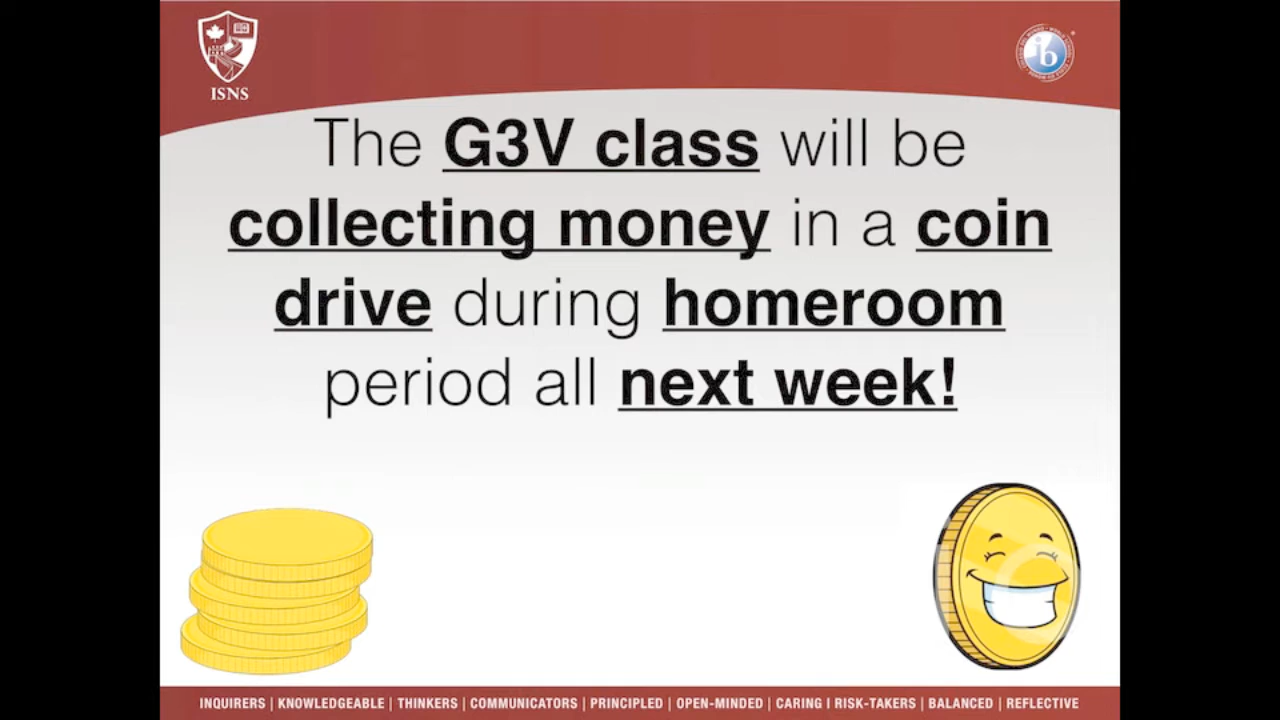 ISNS
ib
The G3V class will be
collecting money in a coin
drive during homeroom
period all next week!
INQUIRERS | KNOWLEDGEABLE | THINKERS | COMMUNICATORS | PRINCIPLED | OPEN-MINDED | CARING I RISK-TAKERS | BALANCED | REFLECTIVE